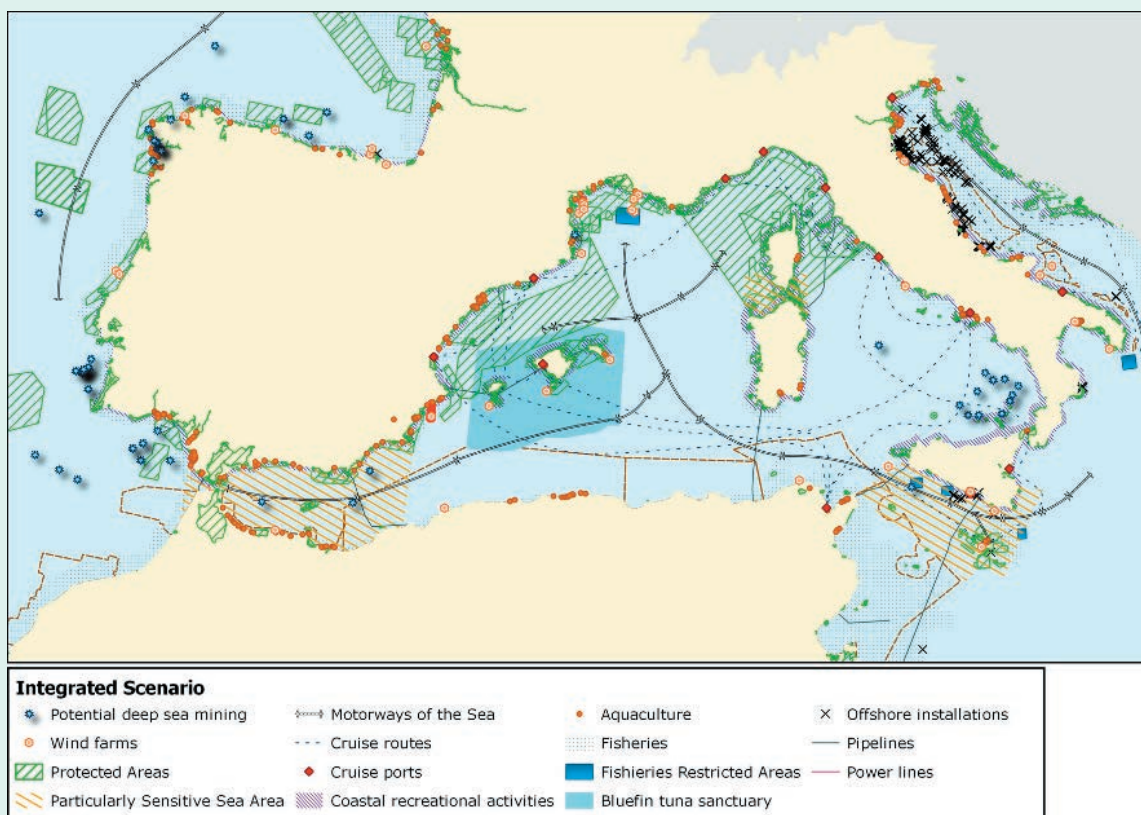 Integrated Scenario
Potential deep sea mining
Motorways of the Sea
Aquaculture
Offshore installations
Wind farms
Cruise routes
Fisheries
Pipelines
Protected Areas
Cruise ports
Fishieries Restricted Areas
Power lines
Particularly Sensitive Sea Area
Coastal recreational activities
Bluefin tuna sanctuary